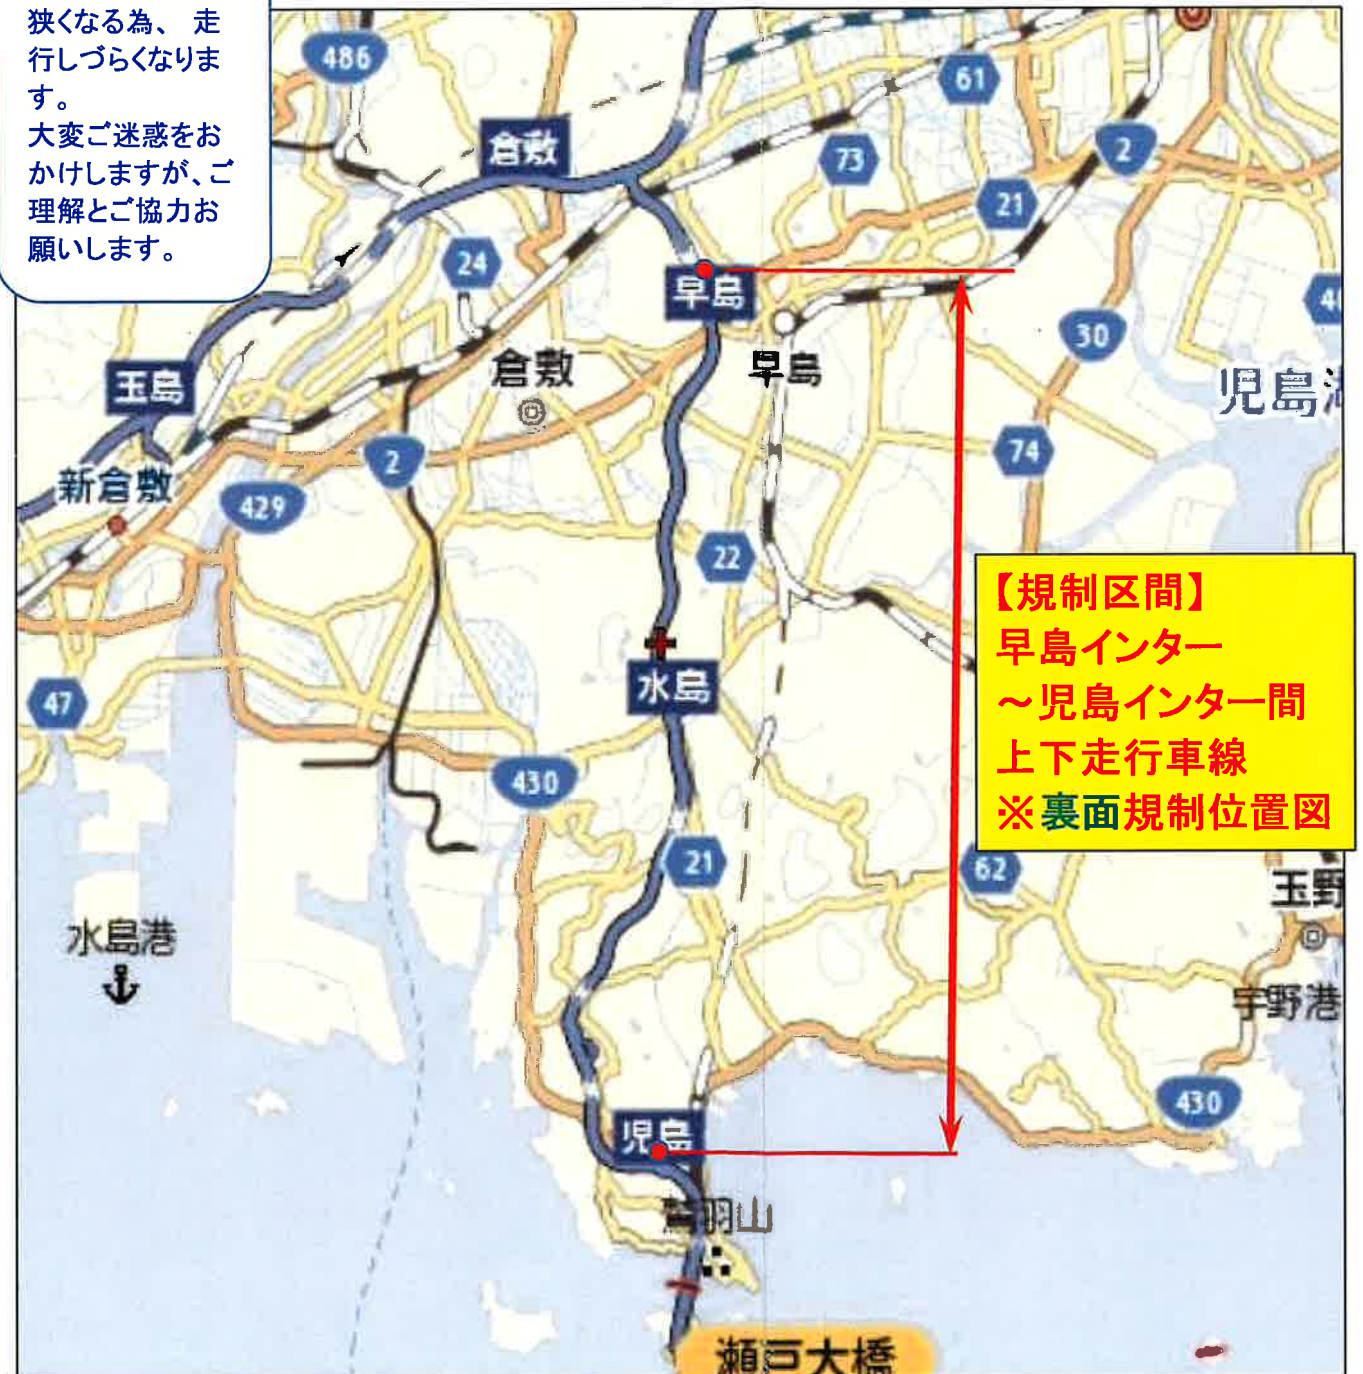 狭くなる為、 走
行しづらくなりま
す。
大変ご迷惑をお
かけしますが、ご
理解とご協力お
願いします。
486
61
倉敷
73
2
21
24
早島
4
30
倉敷
早島
玉島
児島
74
2
新倉敷
429
22
【規制区間】
早島インター
～児島インター間
上下走行車線
※裏面規制位置図
水島
47
430
21
62
玉野
水島港
宇野港
430
児島
鷲羽山
瀬戸大橋